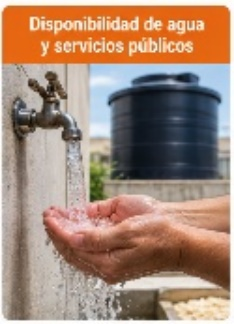 Disponibilidad de agua
y servicios públicos